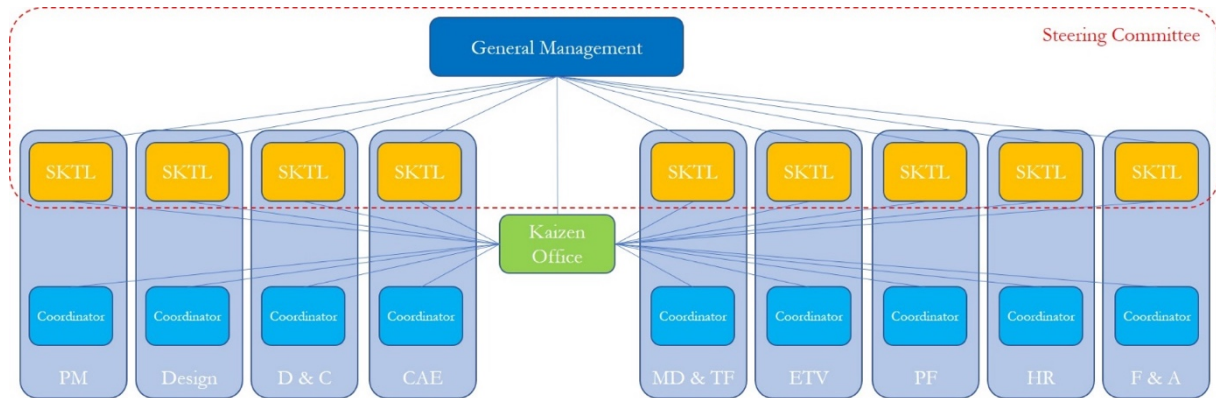 Steering Committee
General Management
SKTL SKTL SKTL SKTL SKTL SKTL SKTL SKTL SKTL
Kaizen
Office
Coordinator Coordinator Coordinator Coordinator Coordinator Coordinator Coordinator Coordinator Coordinator
PM Design D & C CAE MD & TF ETV PF HR F & A